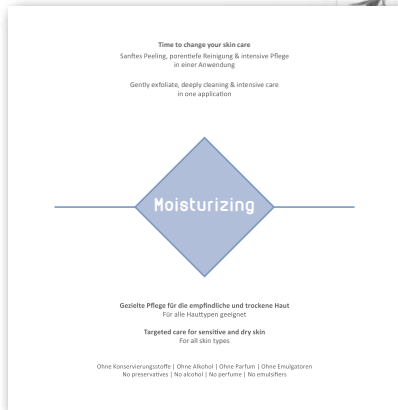 Time to change your skin care
Sanftes Peeling, porentiefe Reinigung & intensive Pflege
in einer Anwendung
Gently exfoliate, deeply cleaning & intensive care
in one application
Moisturizing
Gezielte Pflege für die empfindliche und trockene Haut
Für alle Hauttypen geeignet
Targeted care for sensitive and dry skin
For all skin types
Ohne Konservierungsstoffe | Ohne Alkohol | Ohne Parfum | Ohne Emulgatoren
No preservatives | No alcohol | No perfume | No emulsifiers